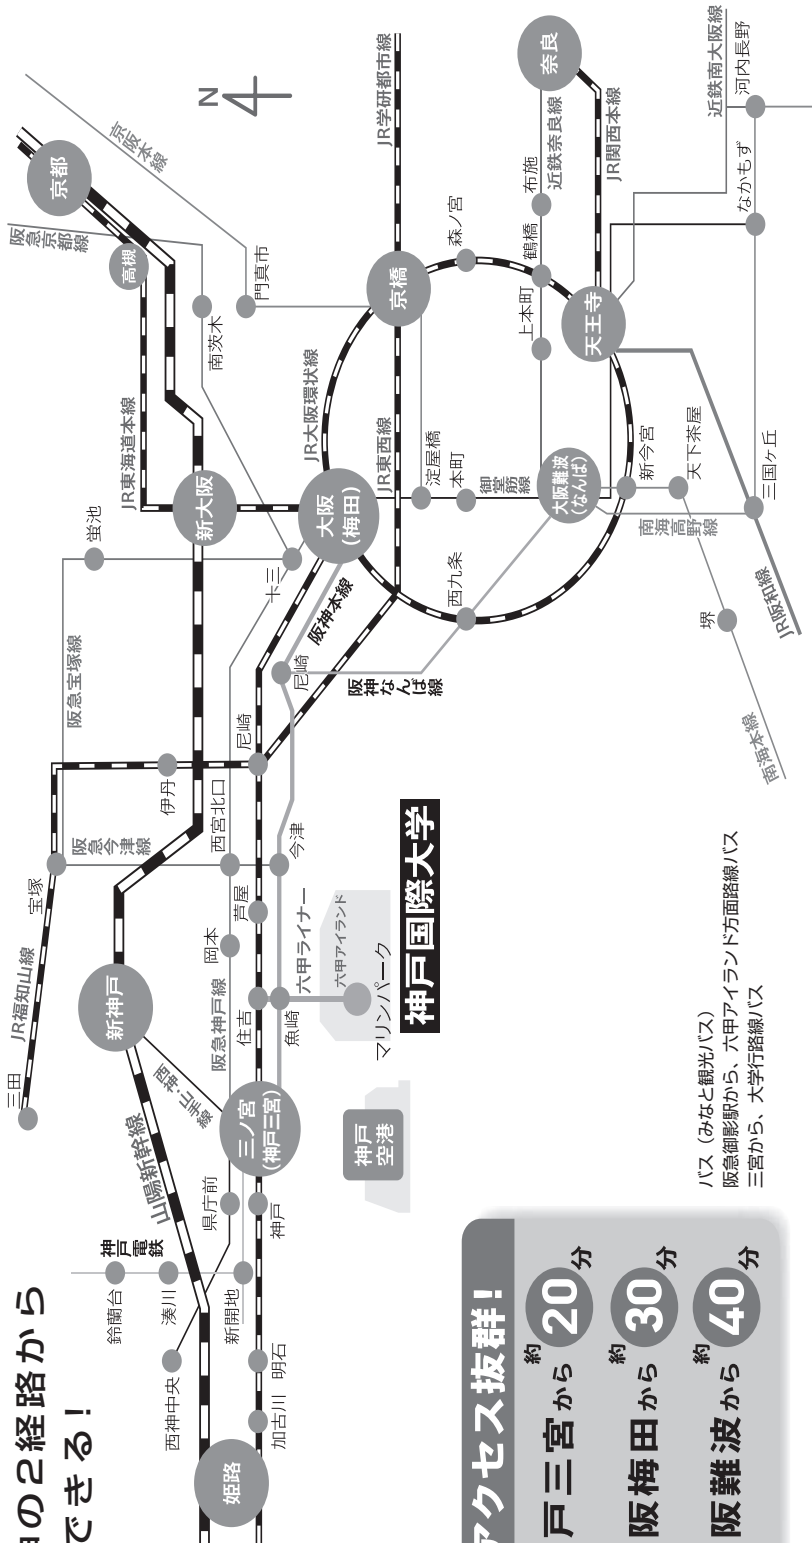 の2経路から
できる!
N
京都
京阪本線
阪急京都線
高槻
南茨木
門真市
JR東海道本線
新大阪
蛍池
十三
阪急宝塚線
JR大阪環状線
大阪
(梅田)
京橋
JR学研都市線
JR東西線
淀屋橋
本町
御堂筋線
森ノ宮
鶴橋
布施
上本町
近鉄奈良線
奈良
JR関西本線
天王寺
大阪難波
(なんば)
新今宮
天下茶屋
南海高野線
三国ヶ丘
なかもず
近鉄南大阪線
河内長野
JR阪和線
堺
南海本線
西九条
阪神なんば線
阪神本線
尼崎
尼崎
伊丹
宝塚
阪急今津線
西宮北口
今津
JR福知山線
三田
新神戸
芦屋
岡本
阪急神戸線
住吉
魚崎
六甲ライナー
六甲アイランド
マリンパーク
神戸国際大学
西神・山手線
三ノ宮
(神戸三宮)
神戸
空港
山陽新幹線
県庁前
神戸
神戸電鉄
鈴蘭台
湊川
新開地
西神中央
明石
加古川
姫路
バス(みなと観光バス)
阪急御影駅から、六甲アイランド方面路線バス
三宮から、大学行路線バス
アクセス抜群!
戸三宮から 約20分
阪梅田から 約30分
阪難波から 約40分